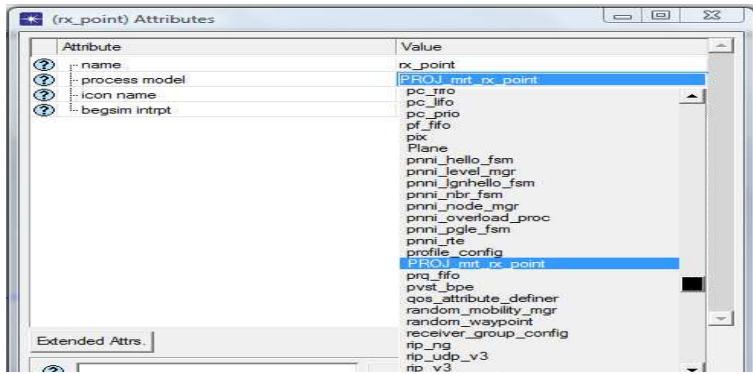 (rx_point) Attributes
Attribute Value
name rx_point
process model PROJ_mrt_rx_point
icon name
begsim intrpt
pc_fifo
pc_lifo
pc_prio
pf_fifo
pix
Plane
pnni_hello_fsm
pnni_level_mgr
pnni_lgnhello_fsm
pnni_nbr_fsm
pnni_node_mgr
pnni_overload_proc
pnni_pgle_fsm
pnni_rte
profile_config
PROJ_mrt_rx_point
prq_fifo
pvst_bpe
qos_attribute_definer
random_mobility_mgr
random_waypoint
receiver_group_config
rip_ng
rip_udp_v3
rip_v3
Extended Attrs.